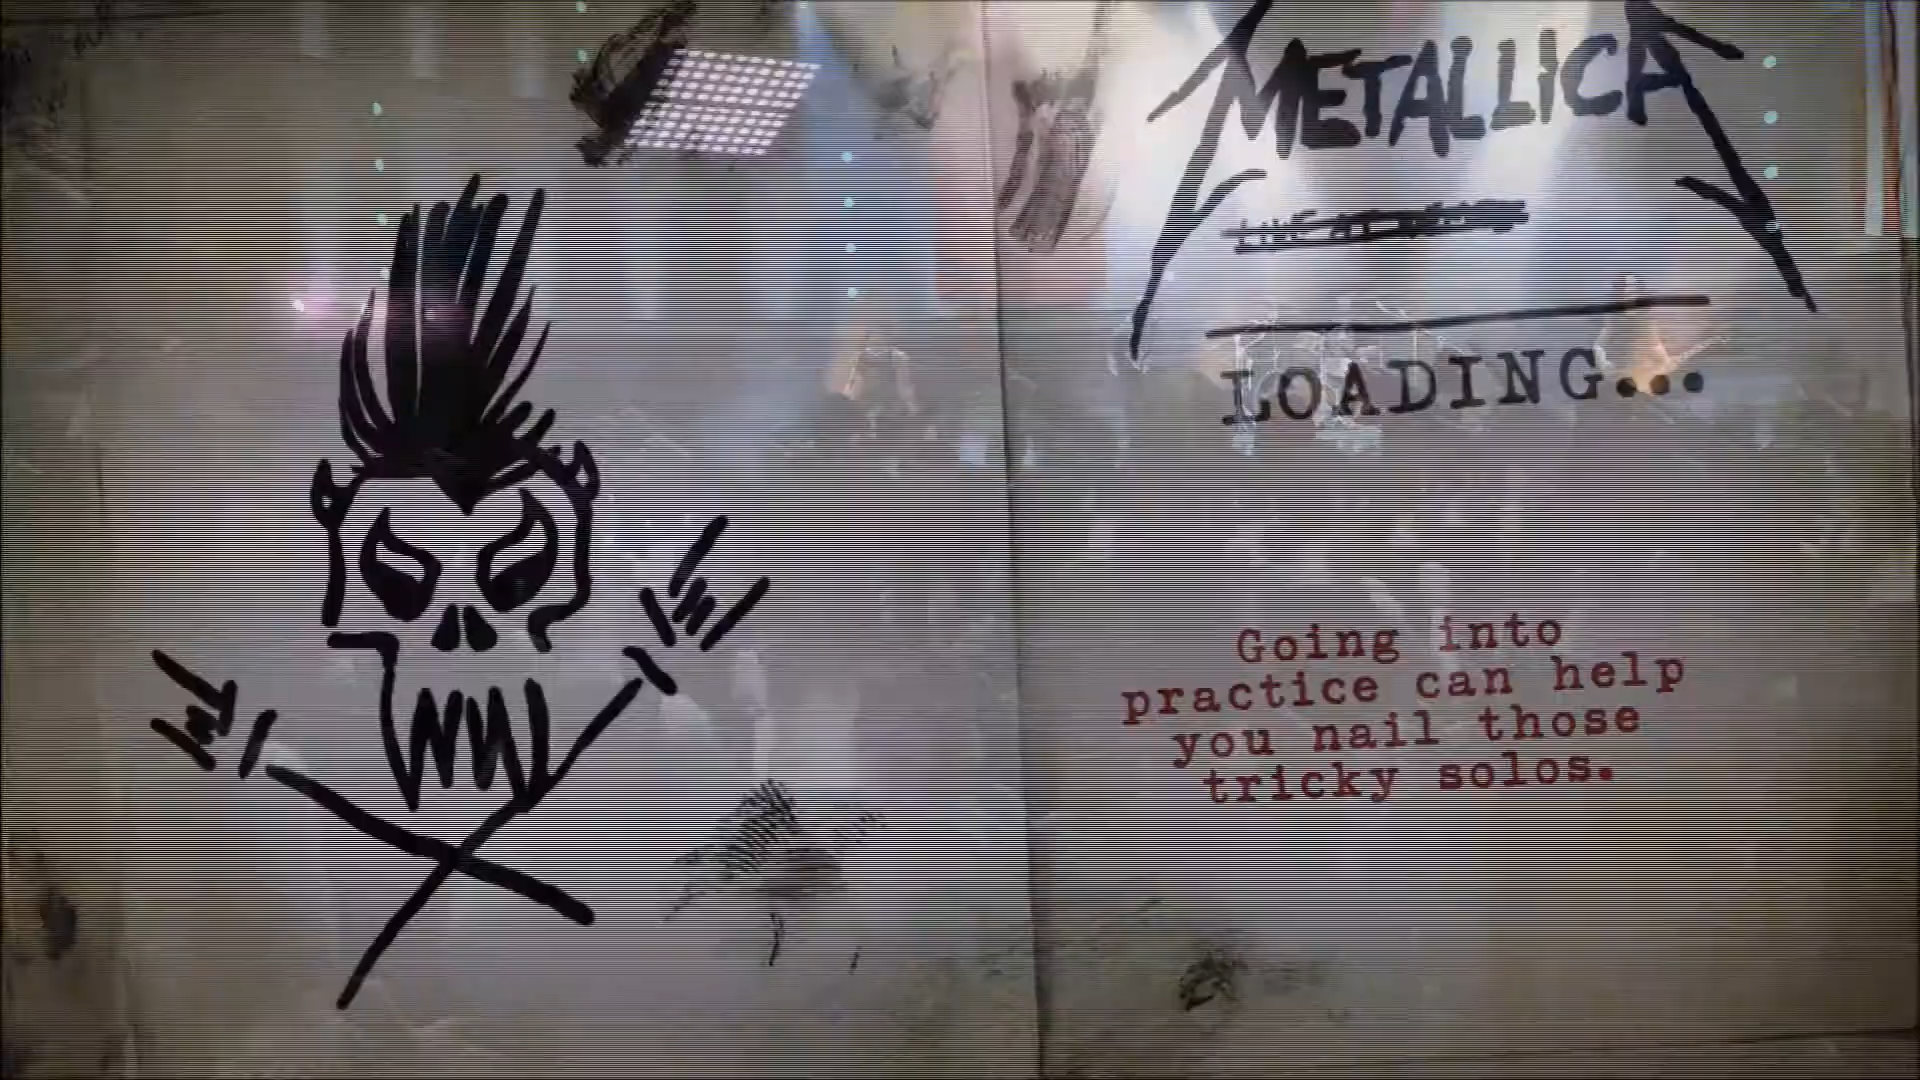 METALLICA
LOADING...
Going into
practice can help
you nail those
tricky solos.